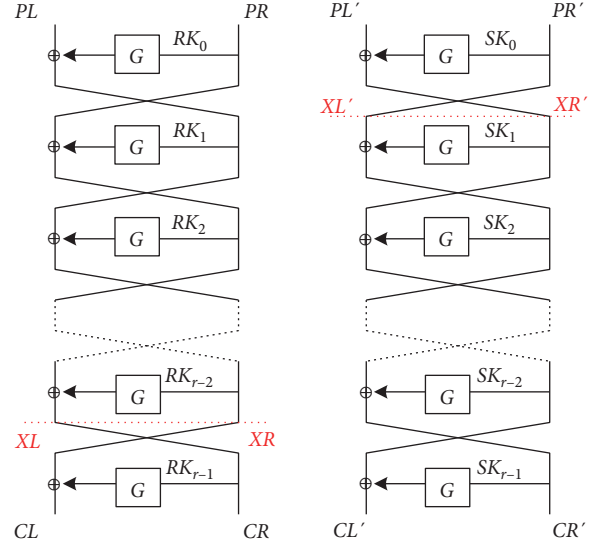 PL PR PL′ PR′
G RK₀ G SK₀
XL′ XR′
G RK₁ G SK₁
G RK₂ G SK₂
G RKᵣ₋₂ G SKᵣ₋₂
XL XR
G RKᵣ₋₁ G SKᵣ₋₁
CL CR CL′ CR′